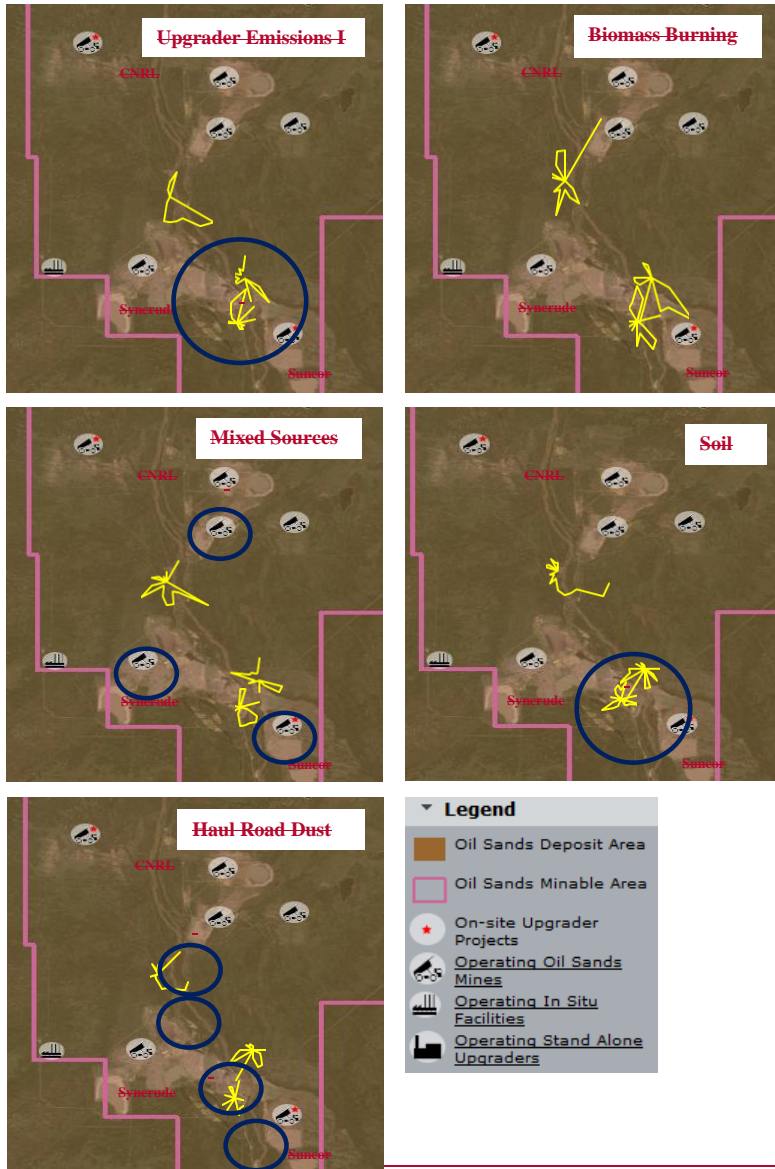 Upgrader Emissions I
CNRL
Syncrude
Suncor
Biomass Burning
CNRL
Syncrude
Suncor
Mixed Sources
CNRL
Syncrude
Suncor
Soil
CNRL
Syncrude
Suncor
Haul Road Dust
CNRL
Syncrude
Suncor
Legend
Oil Sands Deposit Area
Oil Sands Minable Area
On-site Upgrader
Projects
Operating Oil Sands
Mines
Operating In Situ
Facilities
Operating Stand Alone
Upgraders